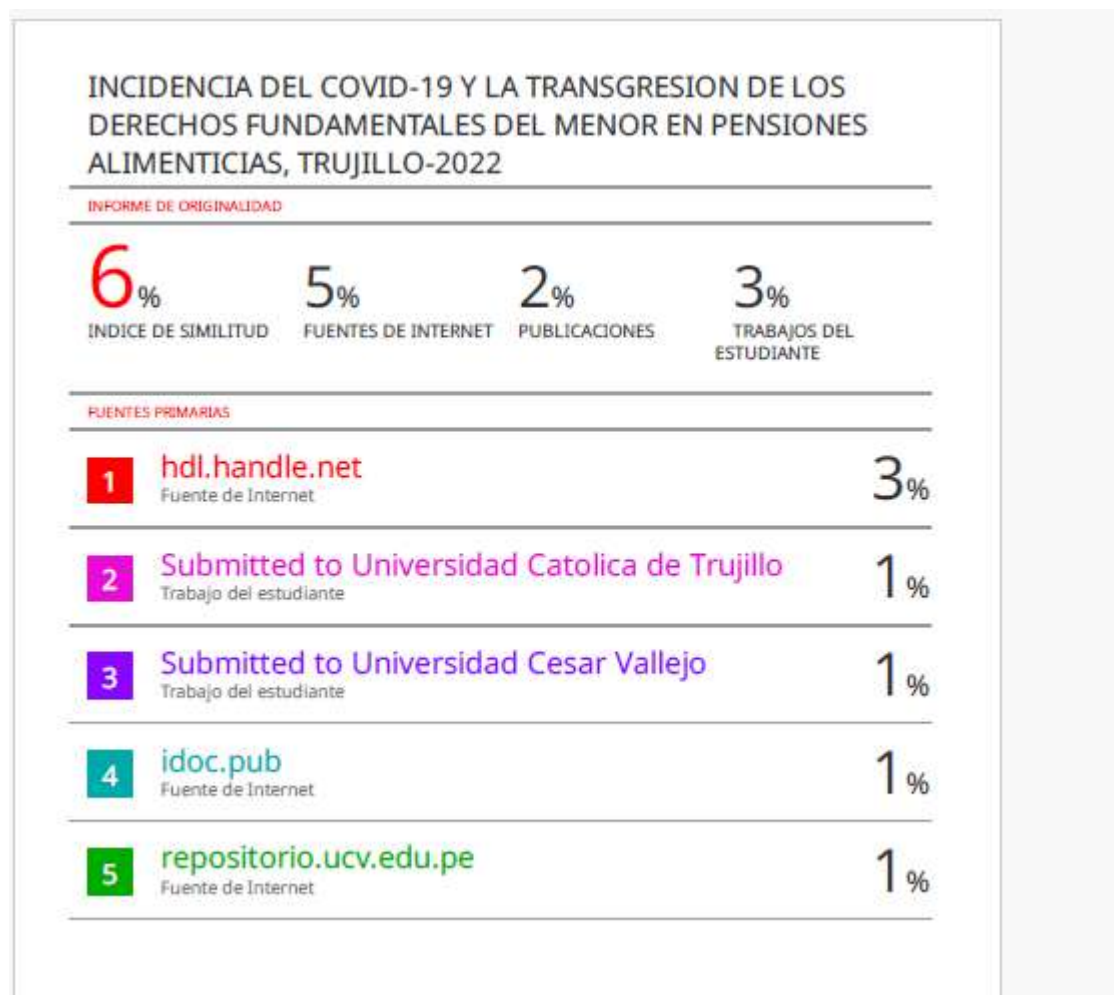 INCIDENCIA DEL COVID-19 Y LA TRANSGRESION DE LOS
DERECHOS FUNDAMENTALES DEL MENOR EN PENSIONES
ALIMENTICIAS, TRUJILLO-2022
INFORME DE ORIGINALIDAD
6% 5% 2% 3%
INDICE DE SIMILITUD FUENTES DE INTERNET PUBLICACIONES TRABAJOS DEL
ESTUDIANTE
FUENTES PRIMARIAS
1 hdl.handle.net 3%
Fuente de Internet
2 Submitted to Universidad Catolica de Trujillo 1%
Trabajo del estudiante
3 Submitted to Universidad Cesar Vallejo 1%
Trabajo del estudiante
4 idoc.pub 1%
Fuente de Internet
5 repositorio.ucv.edu.pe 1%
Fuente de Internet